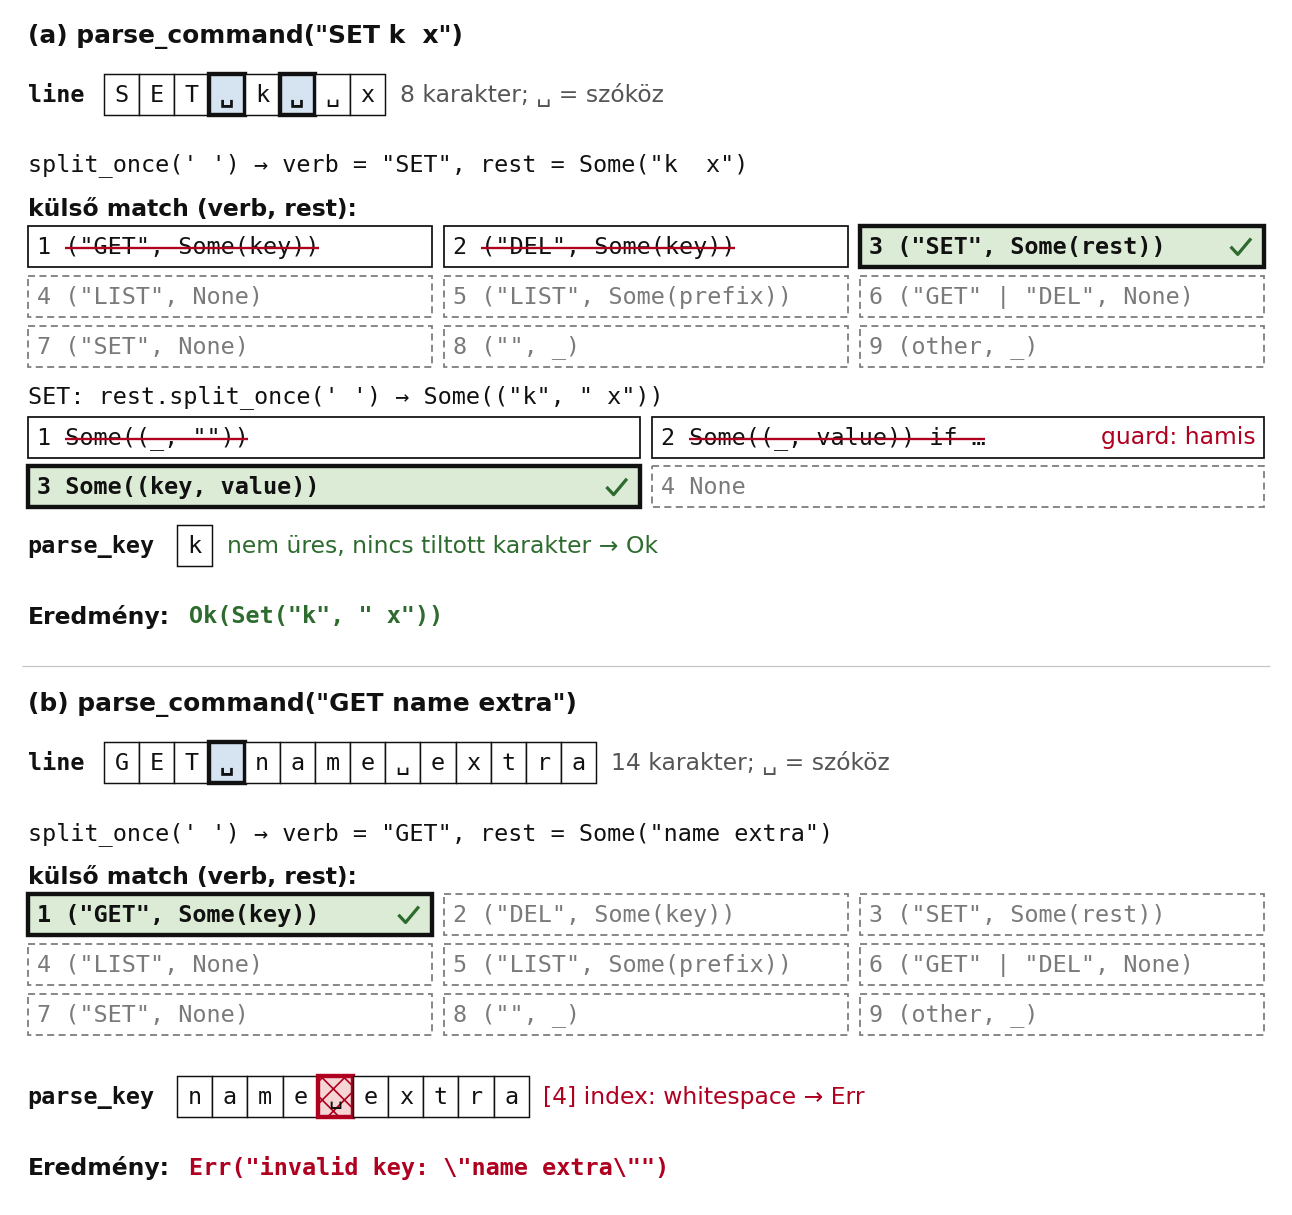 (a) parse_command("SET k  x")
line S E T ␣ k ␣ ␣ x 8 karakter; ␣ = szóköz
split_once(' ') → verb = "SET", rest = Some("k  x")
külső match (verb, rest):
1 ("GET", Some(key)) 2 ("DEL", Some(key)) 3 ("SET", Some(rest)) ✓
4 ("LIST", None) 5 ("LIST", Some(prefix)) 6 ("GET" | "DEL", None)
7 ("SET", None) 8 ("", _) 9 (other, _)
SET: rest.split_once(' ') → Some(("k", " x"))
1 Some((_, "")) 2 Some((_, value)) if … guard: hamis
3 Some((key, value)) ✓ 4 None
parse_key k nem üres, nincs tiltott karakter → Ok
Eredmény: Ok(Set("k", " x"))
(b) parse_command("GET name extra")
line G E T ␣ n a m e ␣ e x t r a 14 karakter; ␣ = szóköz
split_once(' ') → verb = "GET", rest = Some("name extra")
külső match (verb, rest):
1 ("GET", Some(key)) ✓ 2 ("DEL", Some(key)) 3 ("SET", Some(rest))
4 ("LIST", None) 5 ("LIST", Some(prefix)) 6 ("GET" | "DEL", None)
7 ("SET", None) 8 ("", _) 9 (other, _)
parse_key n a m e ␣ e x t r a [4] index: whitespace → Err
Eredmény: Err("invalid key: \"name extra\"")